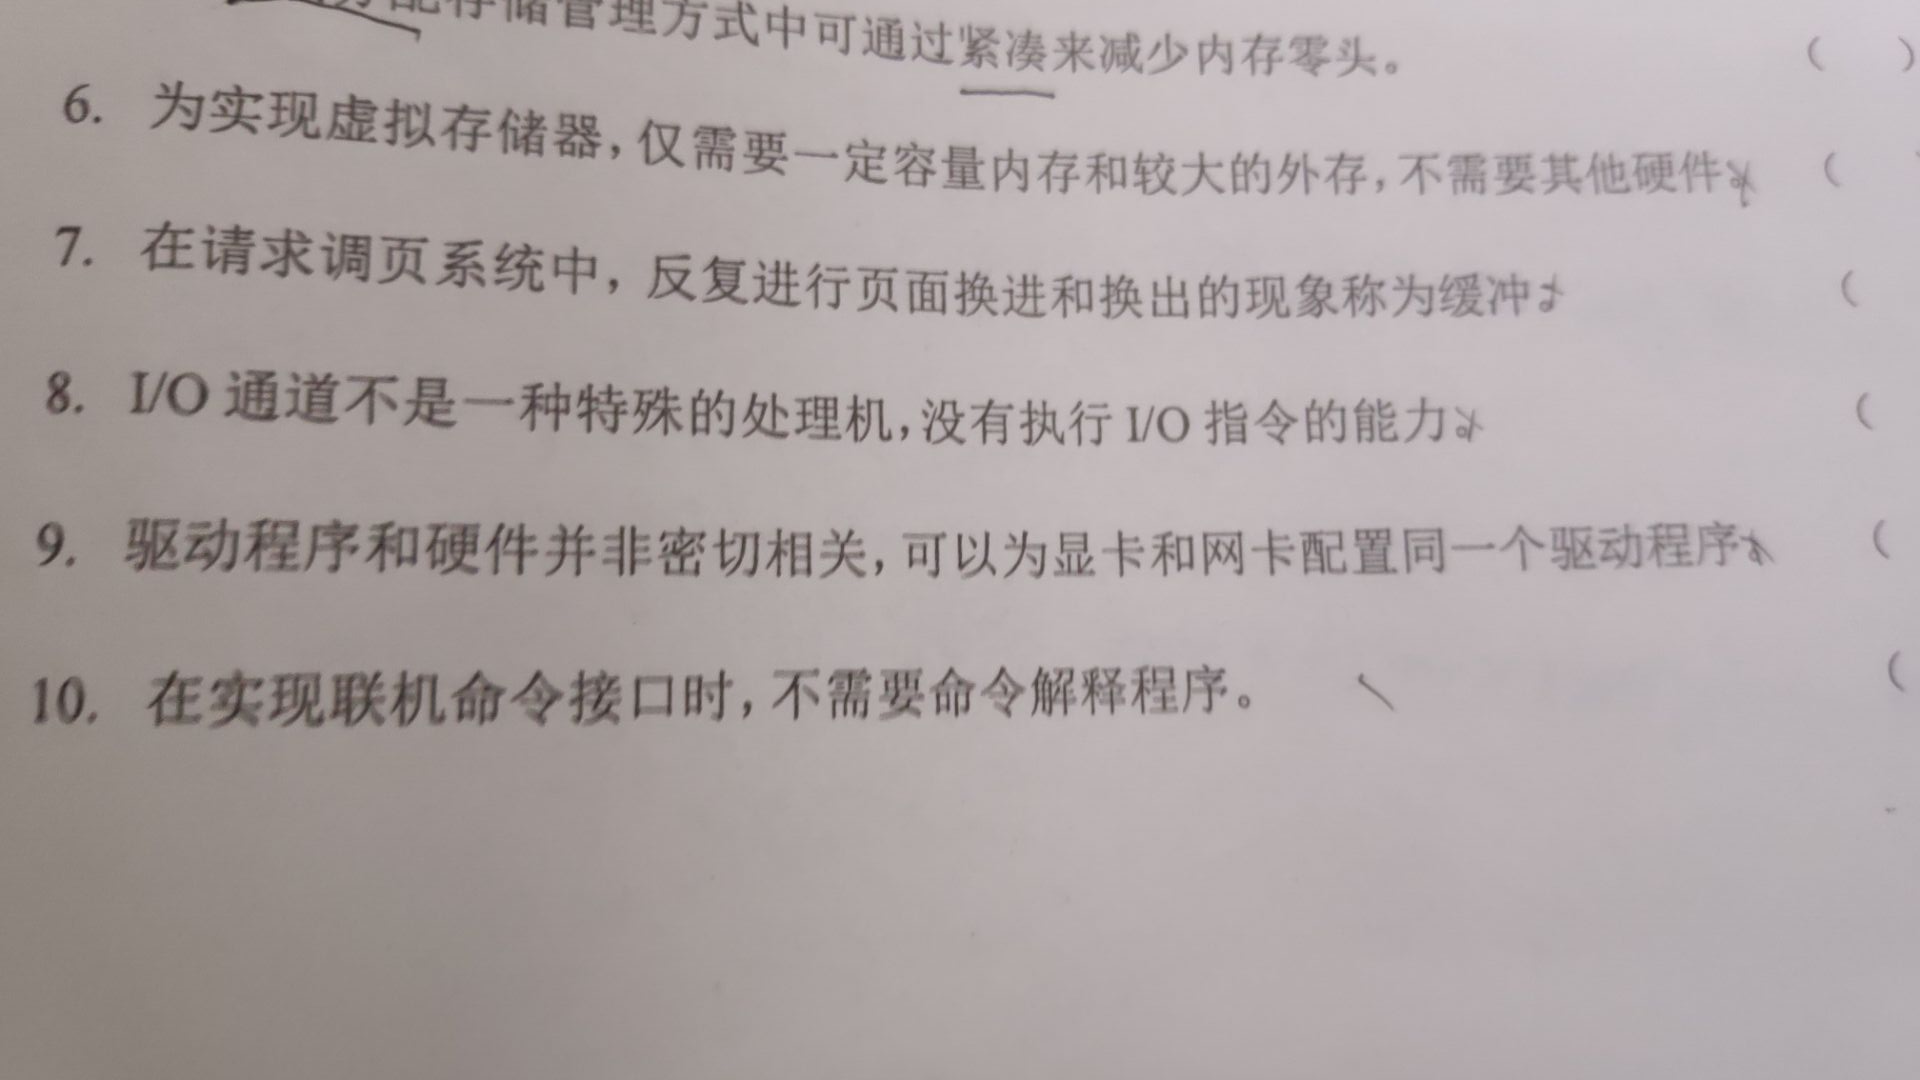 配存储管理方式中可通过紧凑来减少内存零头。 ( )
6. 为实现虚拟存储器，仅需要一定容量内存和较大的外存，不需要其他硬件。 (
7. 在请求调页系统中，反复进行页面换进和换出的现象称为缓冲。 (
8. I/O 通道不是一种特殊的处理机，没有执行 I/O 指令的能力。 (
9. 驱动程序和硬件并非密切相关，可以为显卡和网卡配置同一个驱动程序。 (
10. 在实现联机命令接口时，不需要命令解释程序。 (